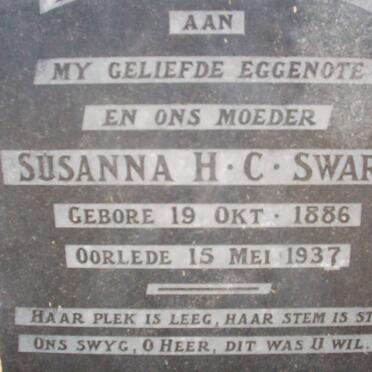 AAN
MY GELIEFDE EGGENOTE
EN ONS MOEDER
SUSANNA H·C· SWAR
GEBORE 19 OKT · 1886
OORLEDE 15 MEI 1937
HAAR PLEK IS LEEG, HAAR STEM IS ST
ONS SWYG, O HEER, DIT WAS U WIL.